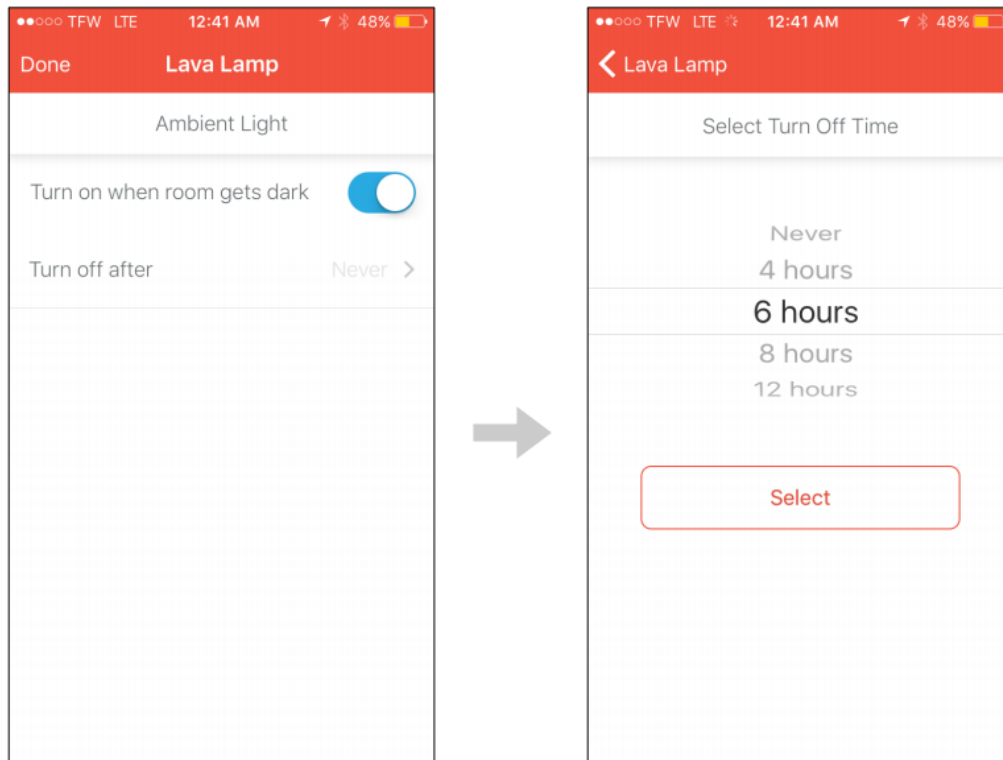 TFW LTE 12:41 AM 48%
Done Lava Lamp
Ambient Light
Turn on when room gets dark
Turn off after Never
TFW LTE 12:41 AM 48%
Lava Lamp
Select Turn Off Time
Never
4 hours
6 hours
8 hours
12 hours
Select